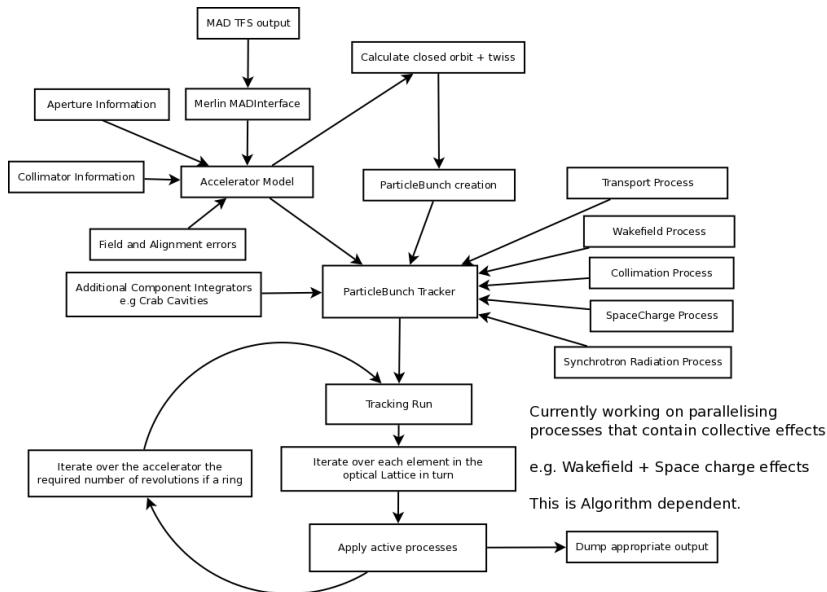 MAD TFS output
Calculate closed orbit + twiss
Aperture Information
Merlin MADInterface
Collimator Information
Accelerator Model
ParticleBunch creation
Transport Process
Field and Alignment errors
Wakefield Process
Additional Component Integrators
e.g Crab Cavities
ParticleBunch Tracker
Collimation Process
SpaceCharge Process
Synchrotron Radiation Process
Tracking Run
Currently working on parallelising
processes that contain collective effects
e.g. Wakefield + Space charge effects
This is Algorithm dependent.
Iterate over the accelerator the
required number of revolutions if a ring
Iterate over each element in the
optical Lattice in turn
Apply active processes
Dump appropriate output